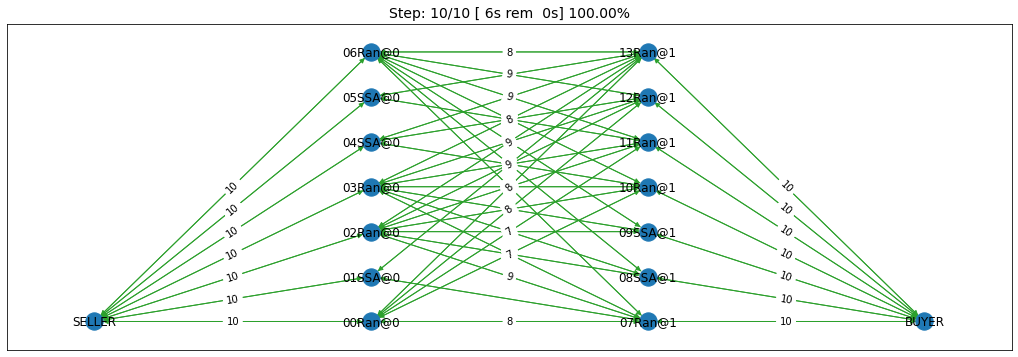 Step: 10/10 [ 6s rem  0s] 100.00%
06Ran@0 8 13Ran@1
9
05SSA@0 9 12Ran@1
8
04SSA@0 9 11Ran@1
9
10 03Ran@0 8 10Ran@1 10
10 8 10
10 02Ran@0 7 09SSA@1 10
10 7 10
10 01SSA@0 9 08SSA@1 10
10 10
SELLER 10 00Ran@0 8 07Ran@1 10 BUYER